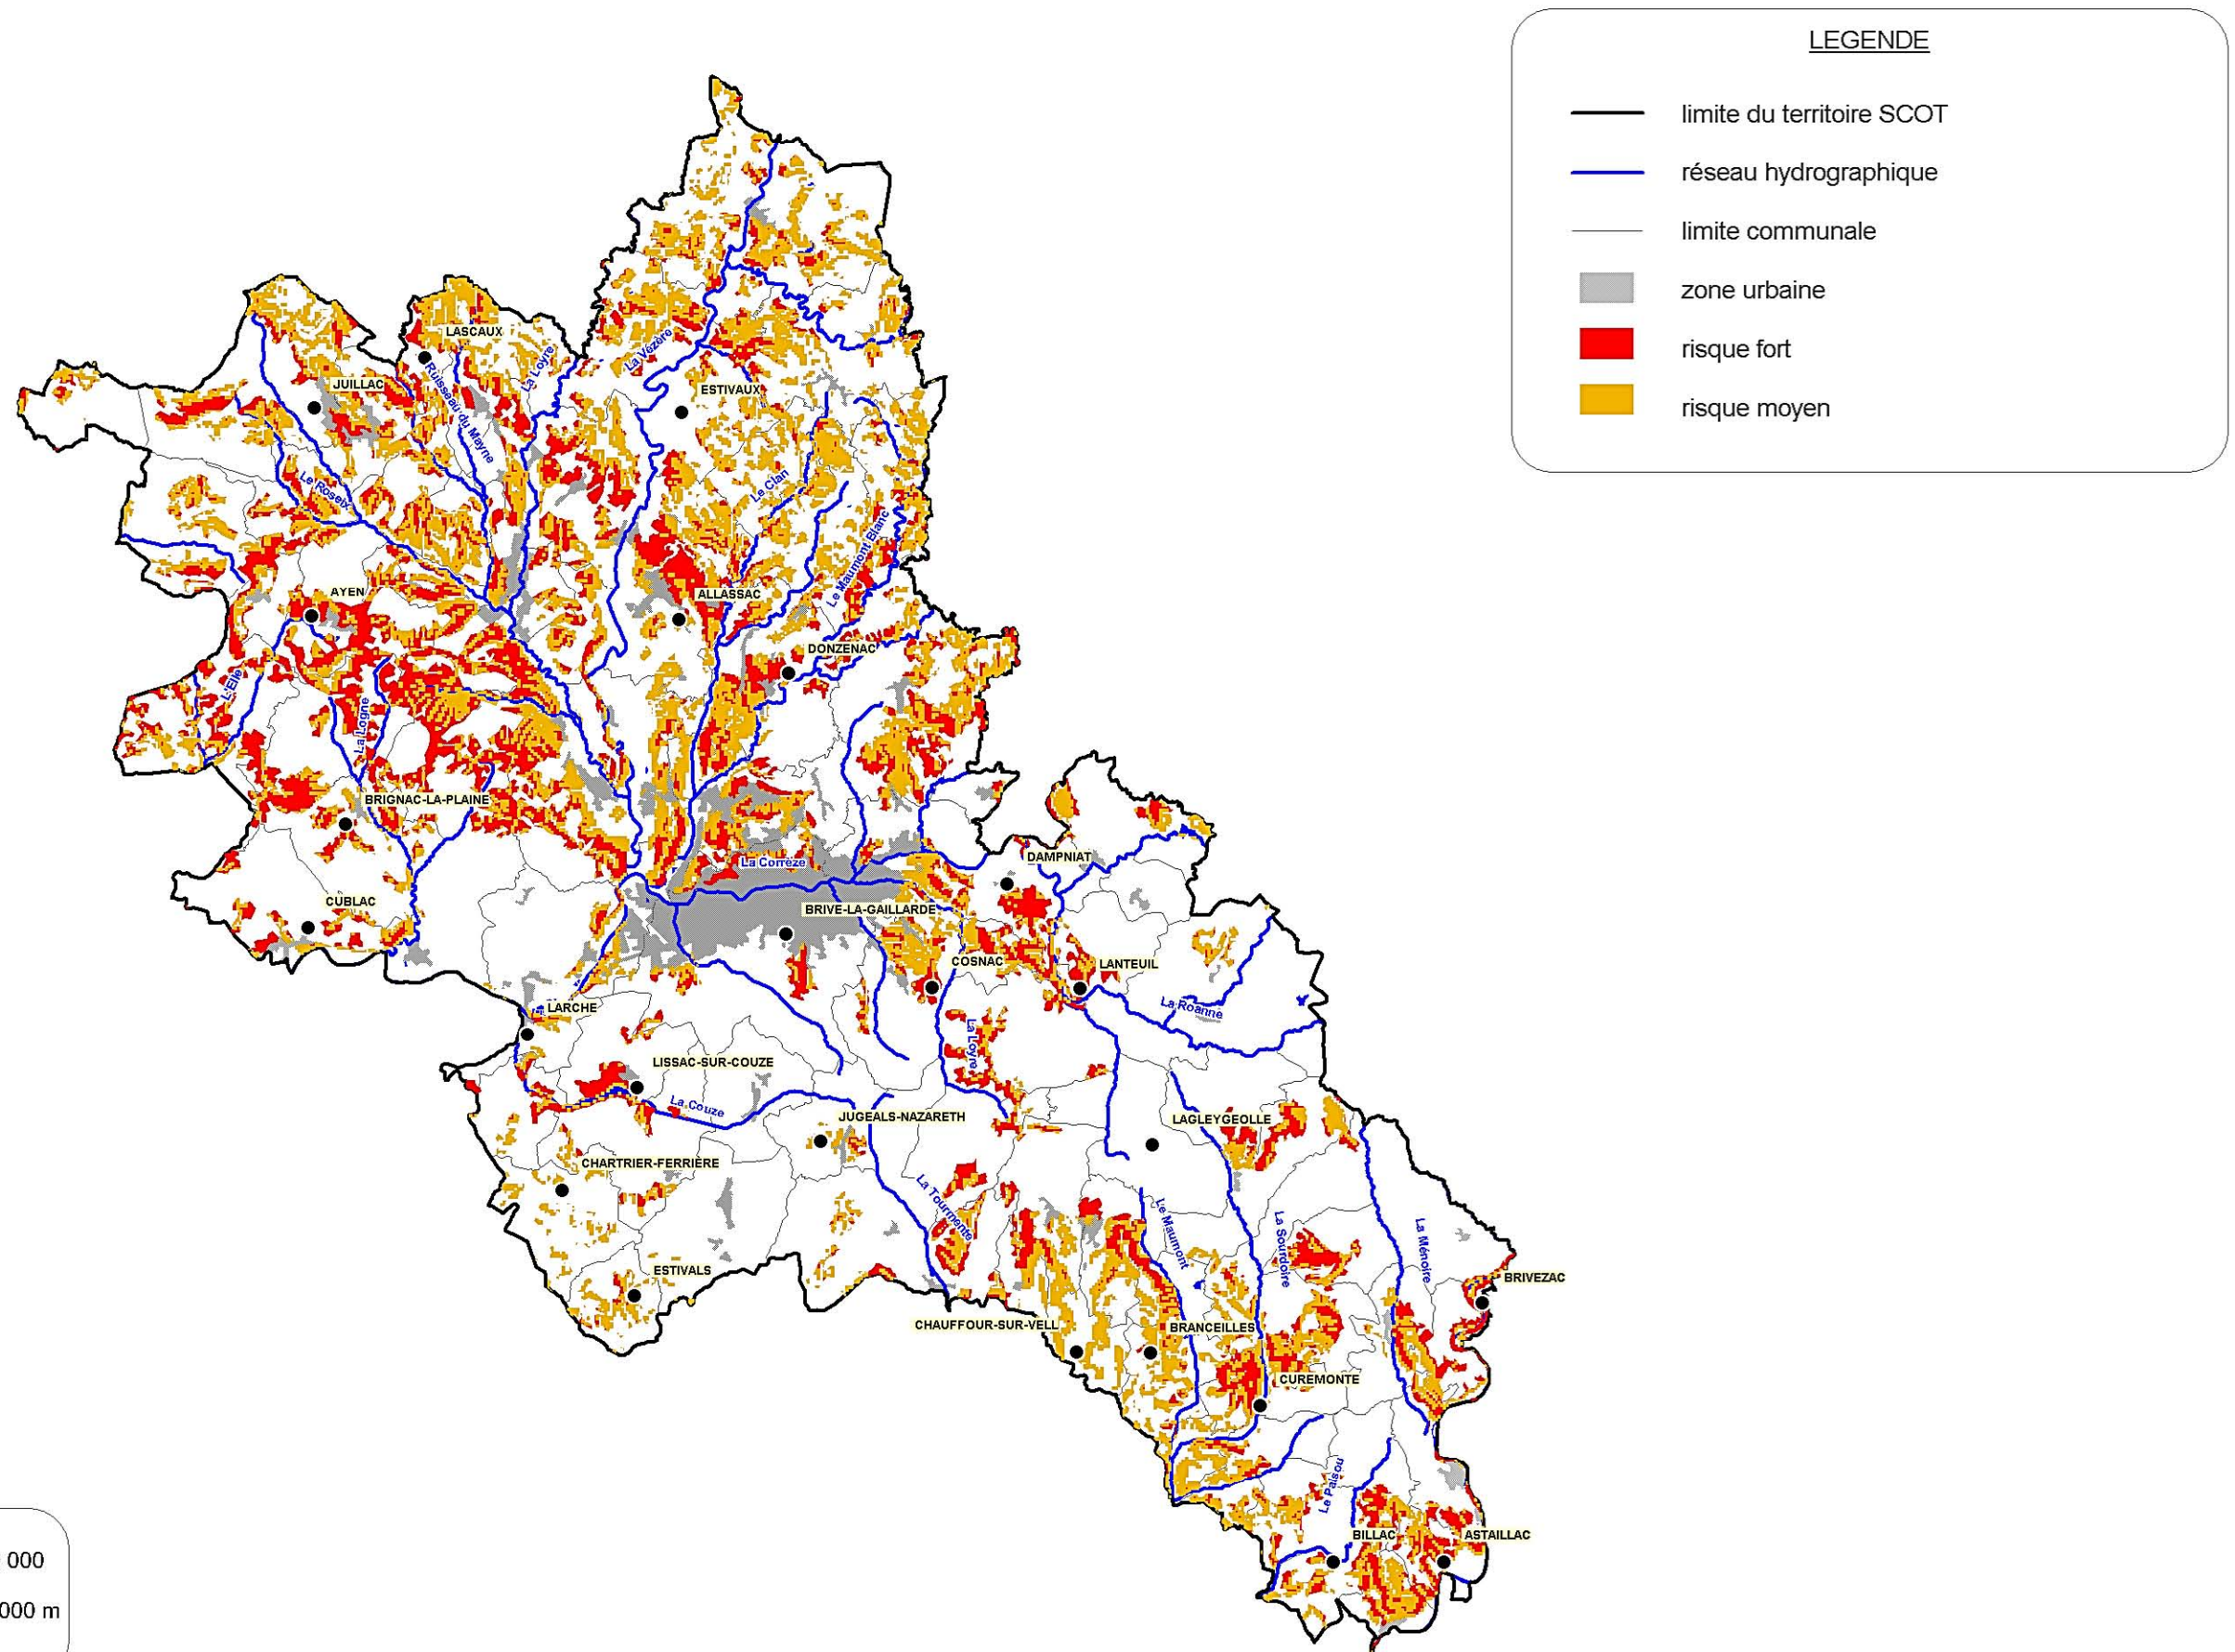 LEGENDE
limite du territoire SCOT
réseau hydrographique
limite communale
zone urbaine
risque fort
risque moyen
LASCAUX
La Loyre
La Vézère
JUILLAC
Ruisseau du Mayne
ESTIVAUX
Le Roseix
Le Clan
Le Maumont Blanc
AYEN
ALLASSAC
DONZENAC
L'Elle
La Logne
BRIGNAC-LA-PLAINE
La Corrèze
DAMPNIAT
CUBLAC
BRIVE-LA-GAILLARDE
COSNAC
LANTEUIL
LARCHE
La Roanne
La Loyre
LISSAC-SUR-COUZE
La Couze
JUGEALS-NAZARETH
LAGLEYGEOLLE
CHARTRIER-FERRIÈRE
La Tourmente
Le Maumont
La Sourdoire
La Ménoire
ESTIVALS
BRIVEZAC
CHAUFFOUR-SUR-VELL
BRANCEILLES
CUREMONTE
Le Palsou
BILLAC
ASTAILLAC
000
000 m